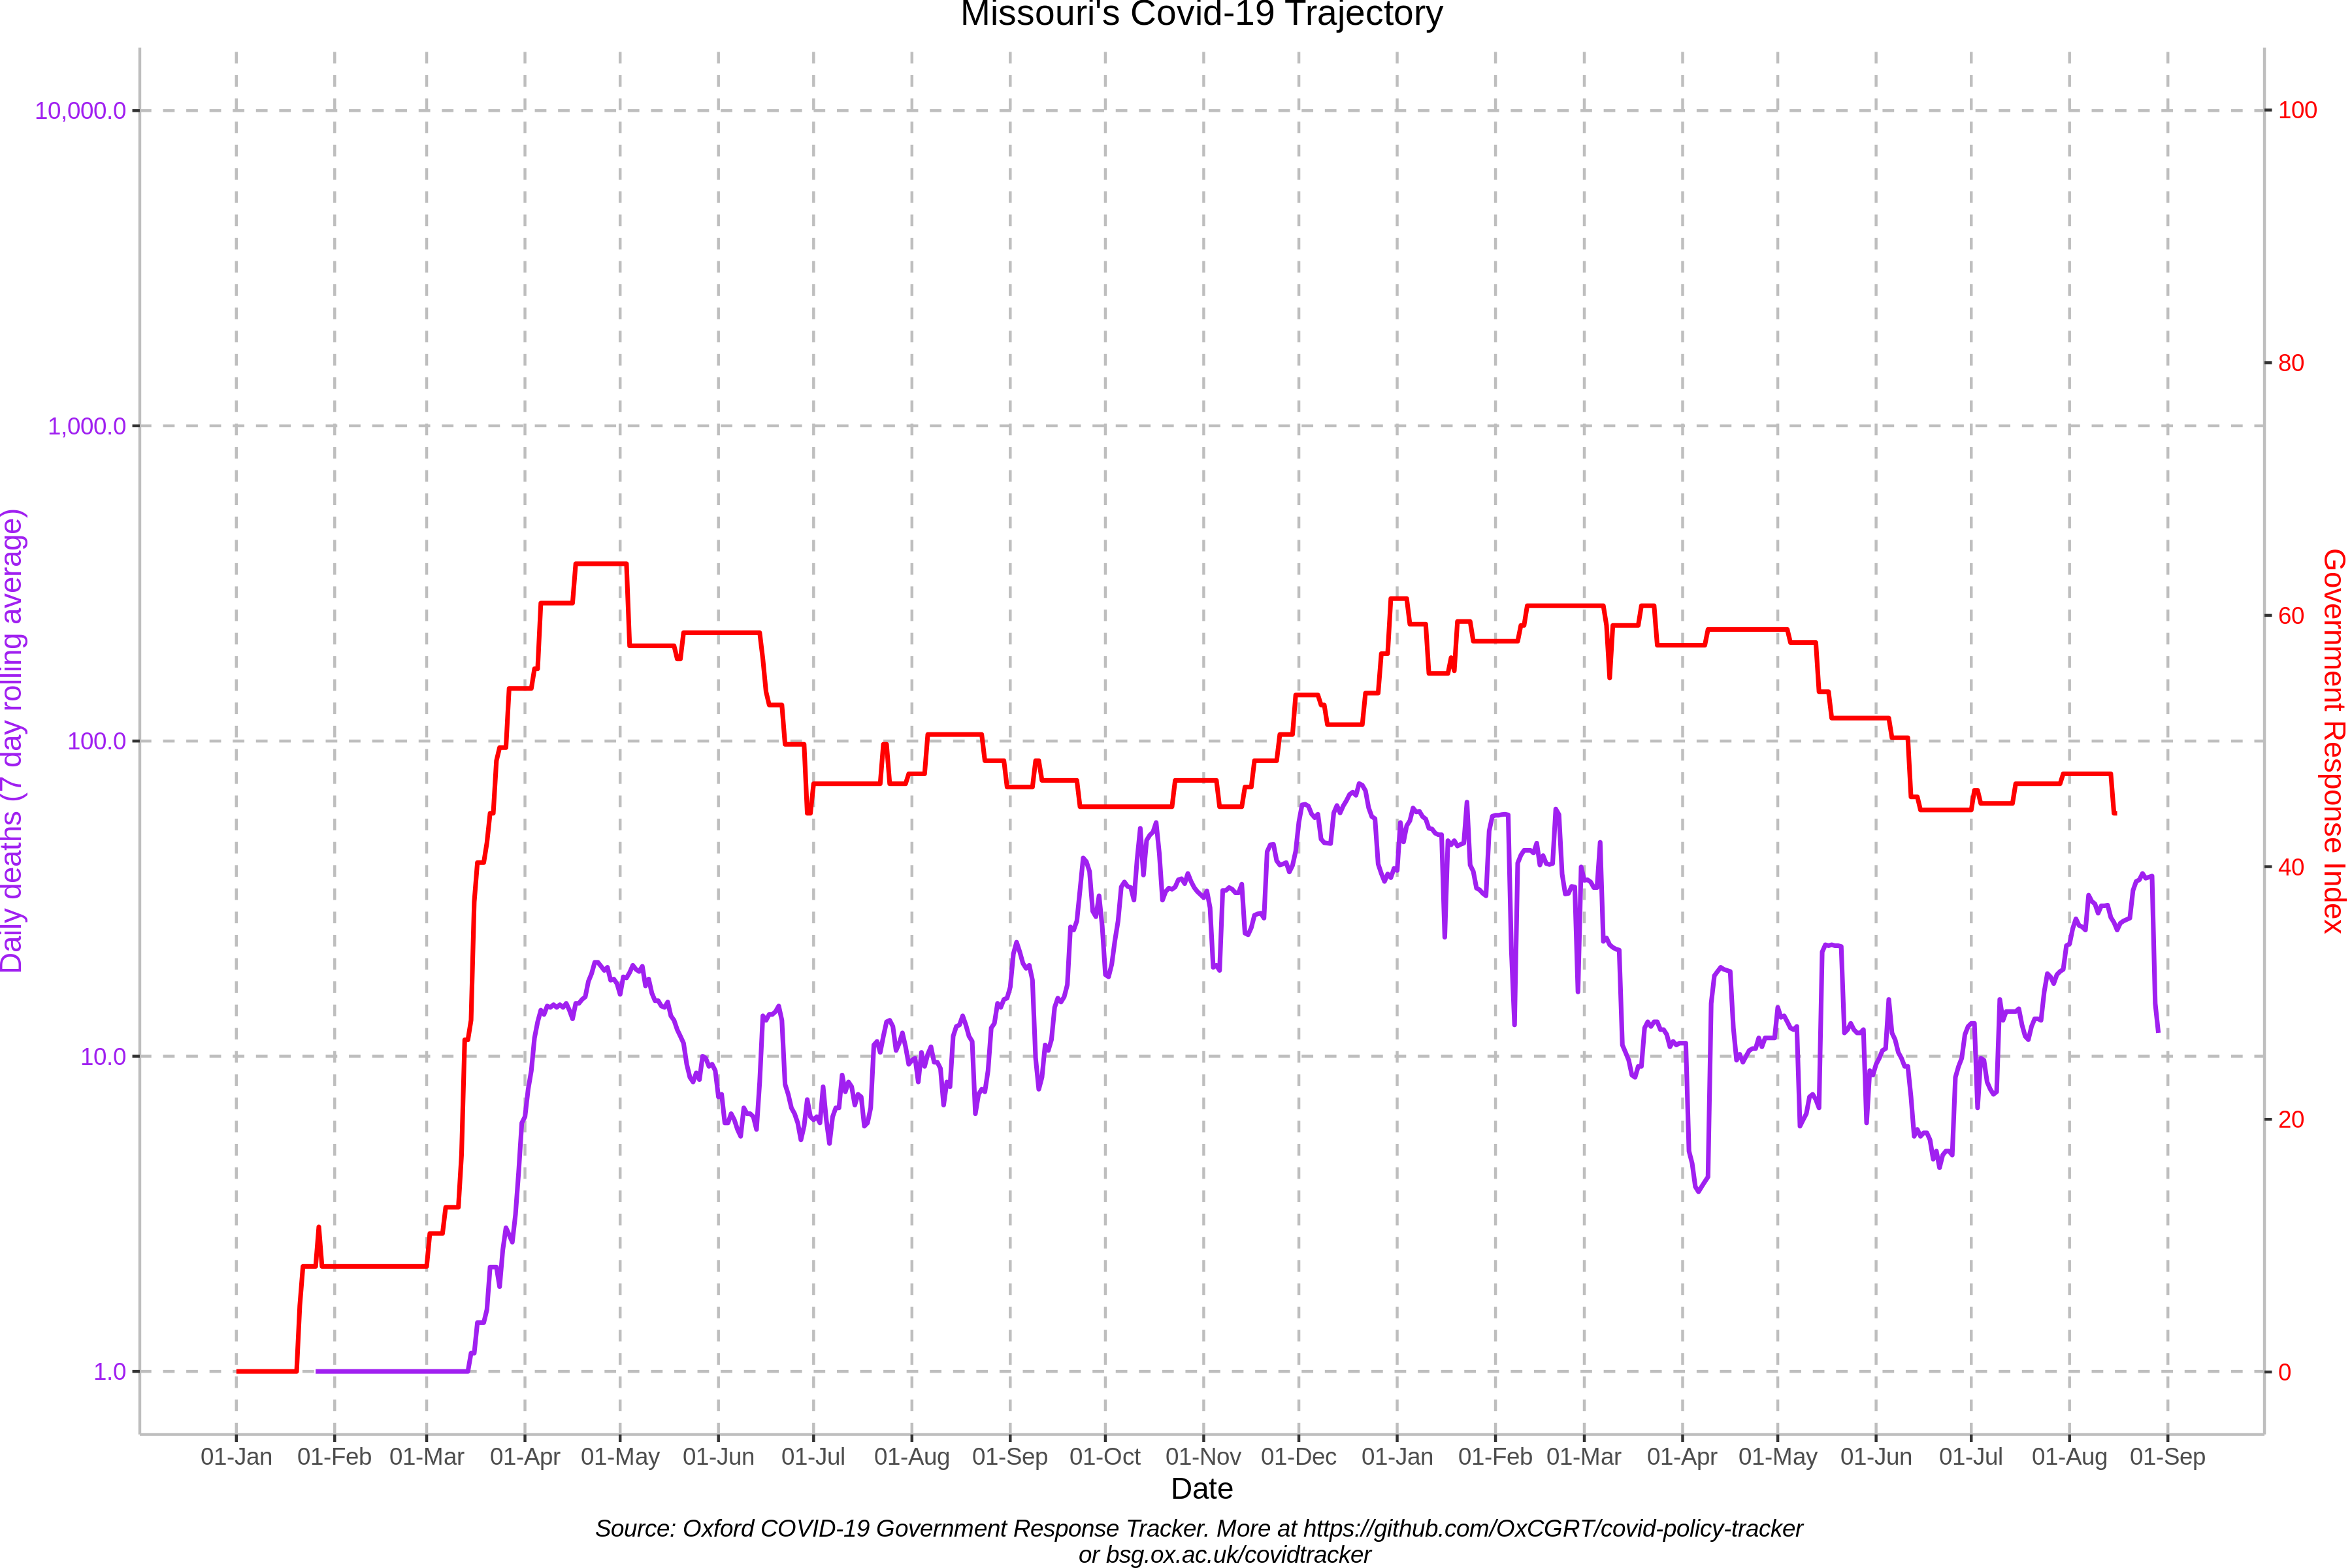 Missouri's Covid-19 Trajectory
10,000.0
1,000.0
100.0
10.0
1.0
Daily deaths (7 day rolling average)
100
80
60
40
20
0
Government Response Index
01-Jan 01-Feb 01-Mar 01-Apr 01-May 01-Jun 01-Jul 01-Aug 01-Sep 01-Oct 01-Nov 01-Dec 01-Jan 01-Feb 01-Mar 01-Apr 01-May 01-Jun 01-Jul 01-Aug 01-Sep
Date
Source: Oxford COVID-19 Government Response Tracker. More at https://github.com/OxCGRT/covid-policy-tracker
or bsg.ox.ac.uk/covidtracker